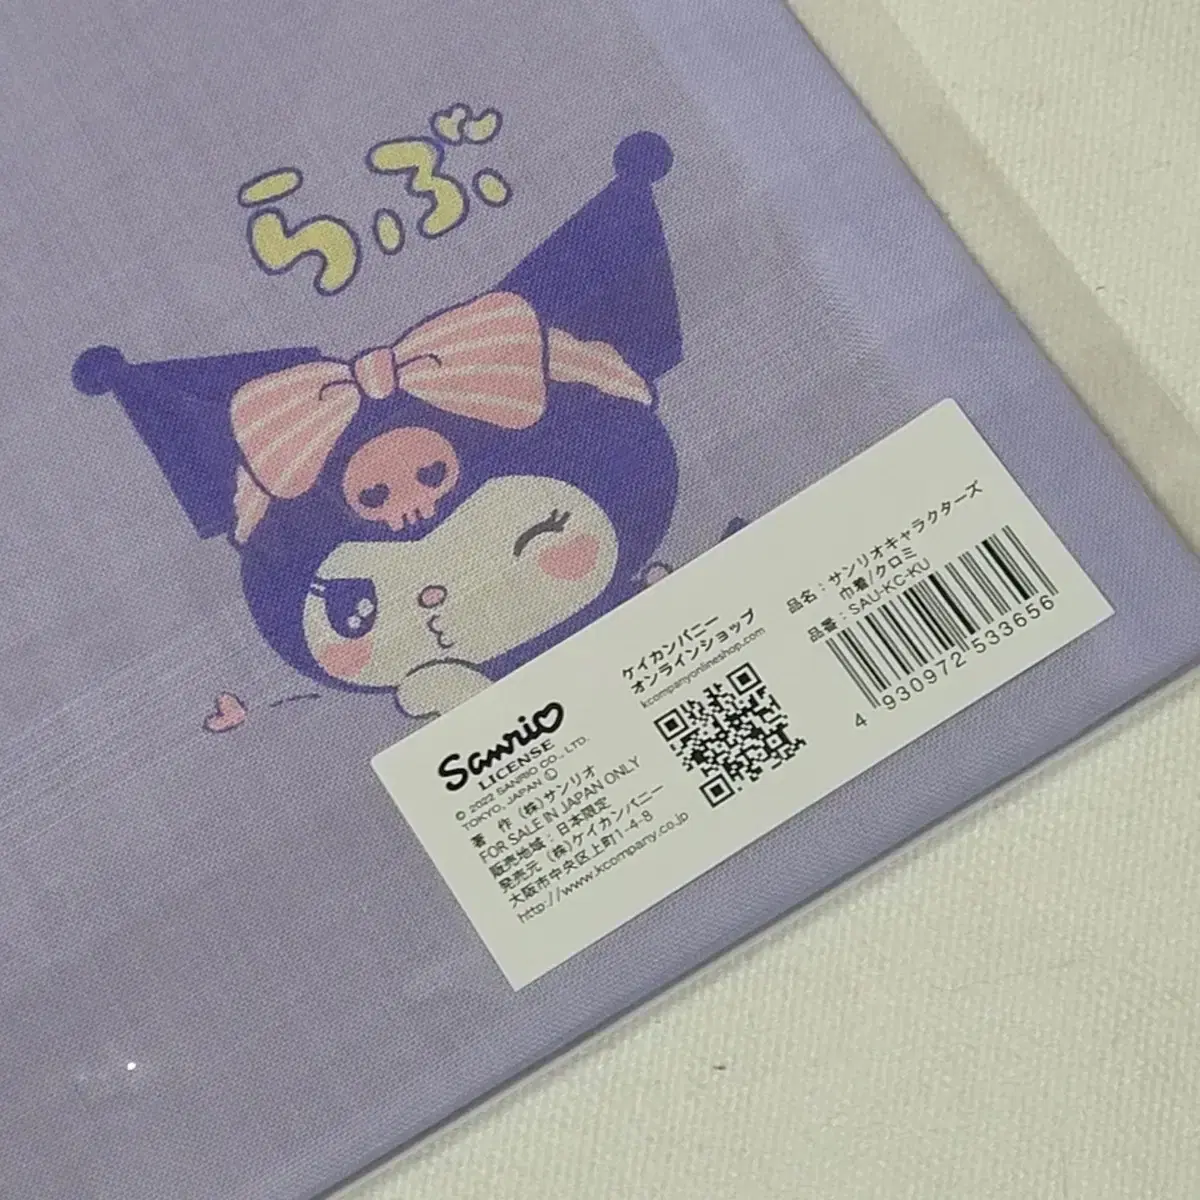 らぶ
Sanrio
LICENSE
© 2022 SANRIO CO., LTD.
TOKYO, JAPAN Ⓒ
著　作 (株)サンリオ
FOR SALE IN JAPAN ONLY
販売地域：日本限定
発売元 (株)ケイカンパニー
大阪市中央区上町1-4-8
http://www.kcompany.co.jp
ケイカンパニー
オンラインショップ
kcompanyonlineshop.com
品名：サンリオキャラクターズ
巾着/クロミ
品番：SAU-KC-KU
4 930972 533656